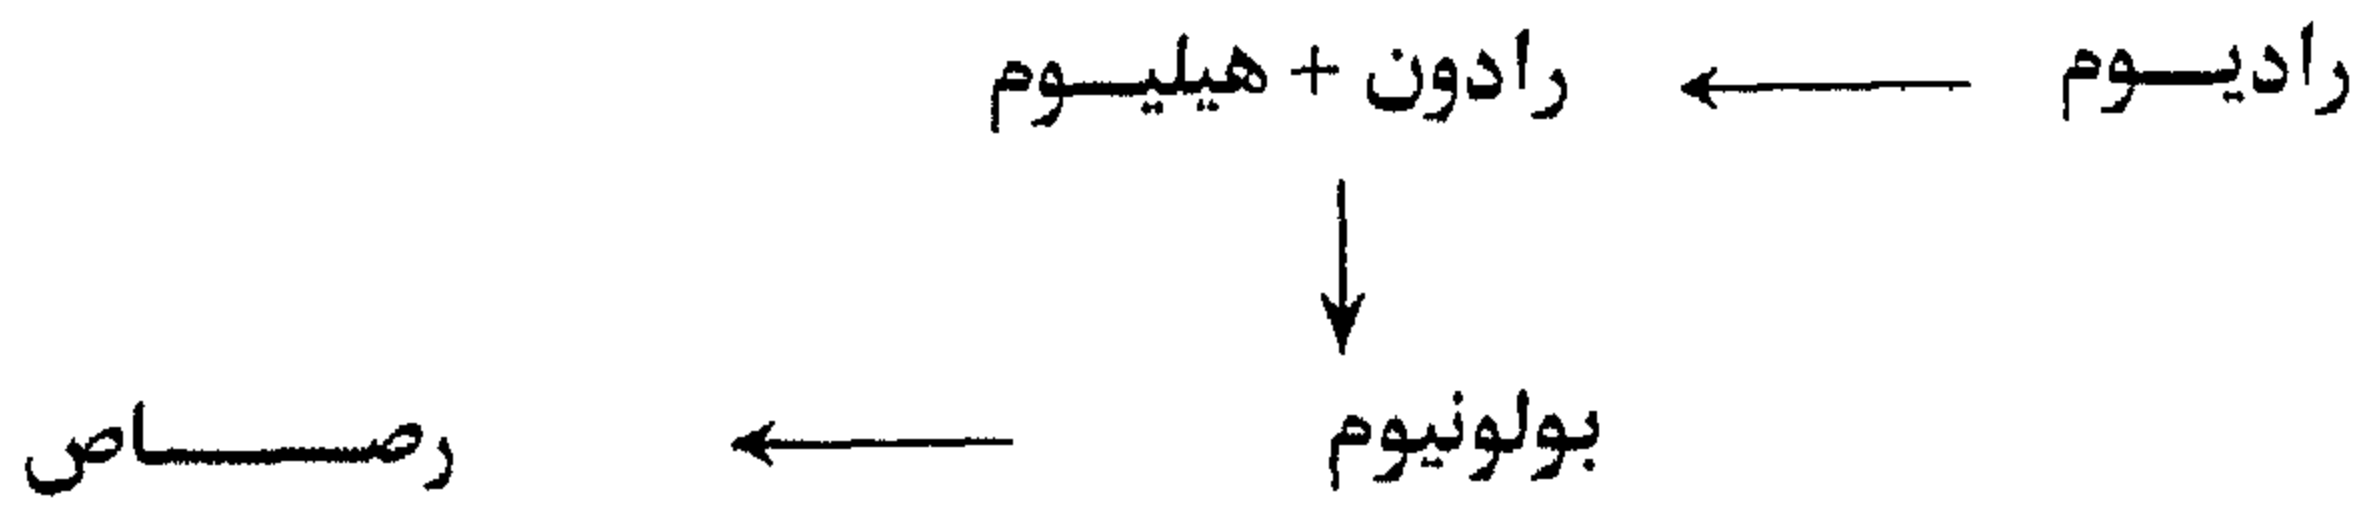 راديوم ← رادون + هيليوم
↓
بولونيوم ← رصاص